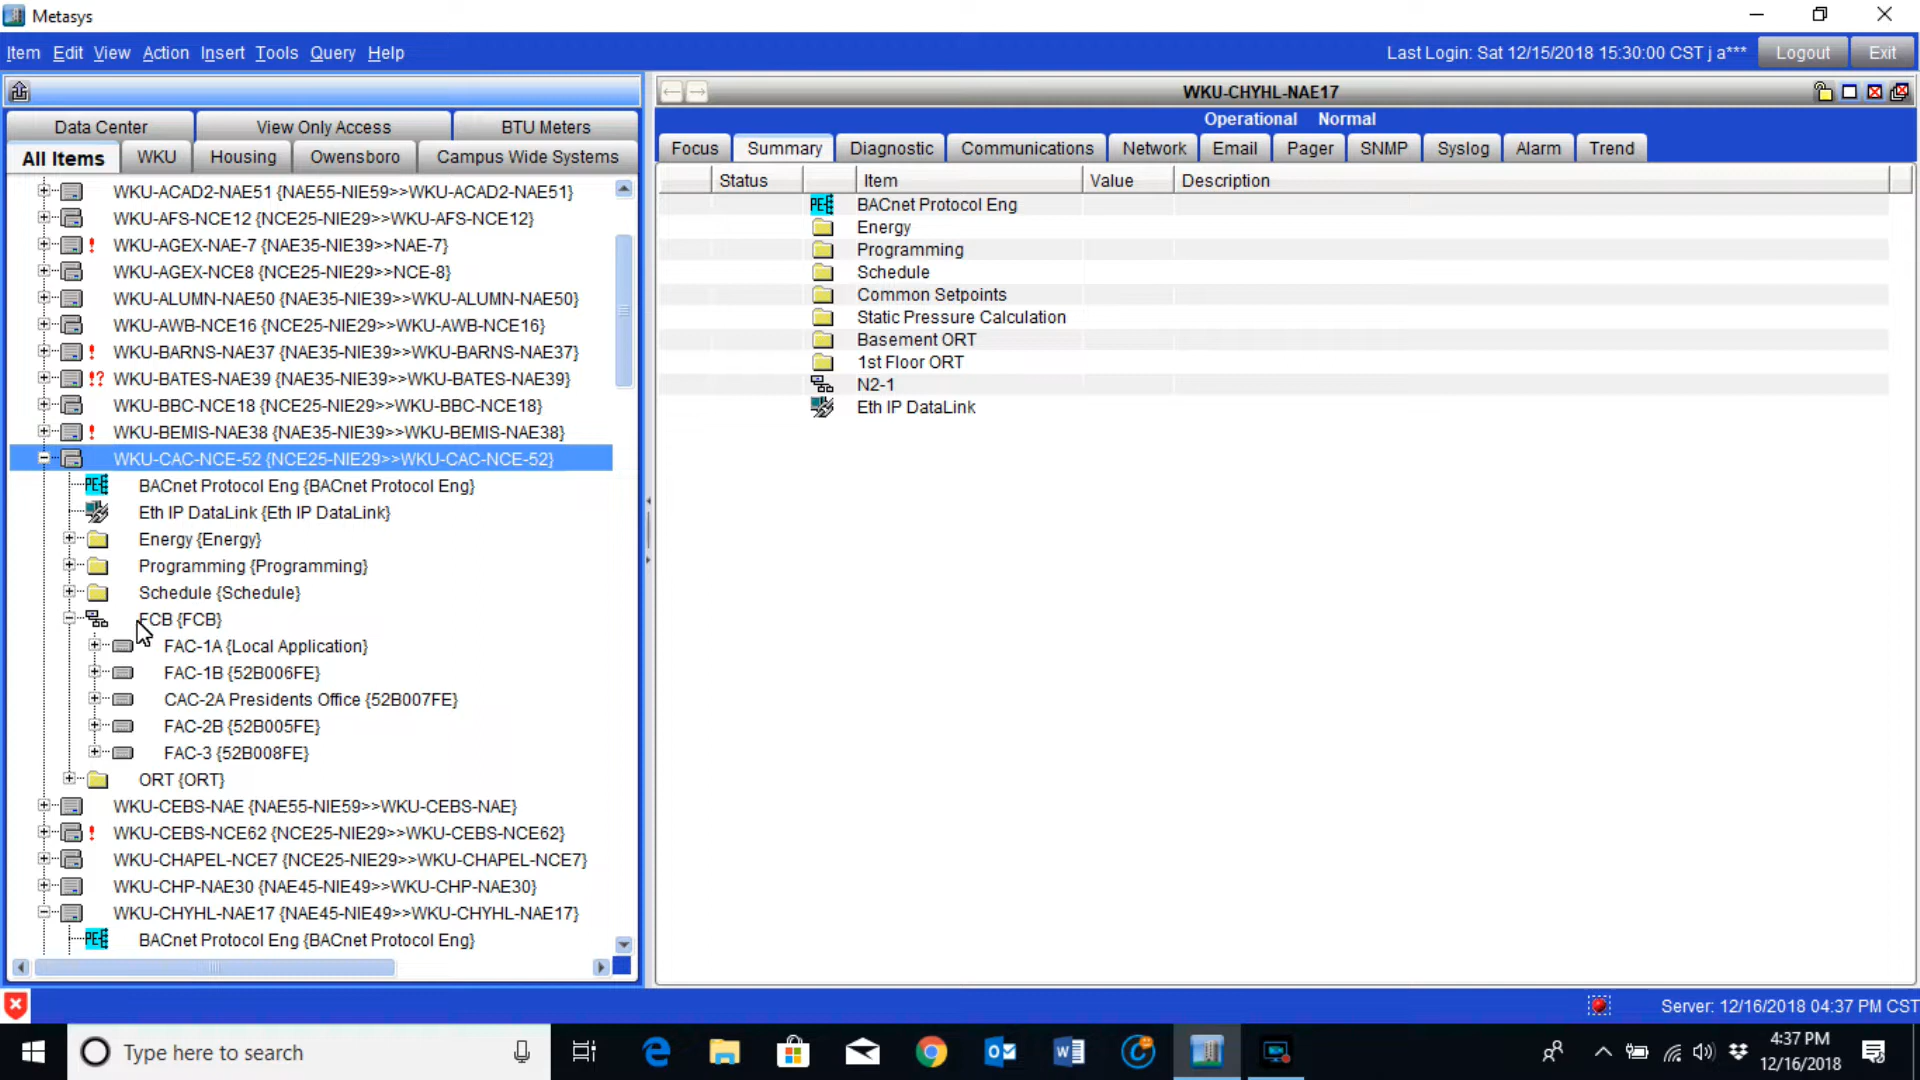 Metasys
Item Edit View Action Insert Tools Query Help
Last Login: Sat 12/15/2018 15:30:00 CST j a***
Logout
Exit
Data Center
View Only Access
BTU Meters
All Items
WKU
Housing
Owensboro
Campus Wide Systems
WKU-ACAD2-NAE51 {NAE55-NIE59>>WKU-ACAD2-NAE51}
WKU-AFS-NCE12 {NCE25-NIE29>>WKU-AFS-NCE12}
! WKU-AGEX-NAE-7 {NAE35-NIE39>>NAE-7}
WKU-AGEX-NCE8 {NCE25-NIE29>>NCE-8}
WKU-ALUMN-NAE50 {NAE35-NIE39>>WKU-ALUMN-NAE50}
WKU-AWB-NCE16 {NCE25-NIE29>>WKU-AWB-NCE16}
! WKU-BARNS-NAE37 {NAE35-NIE39>>WKU-BARNS-NAE37}
!? WKU-BATES-NAE39 {NAE35-NIE39>>WKU-BATES-NAE39}
WKU-BBC-NCE18 {NCE25-NIE29>>WKU-BBC-NCE18}
! WKU-BEMIS-NAE38 {NAE35-NIE39>>WKU-BEMIS-NAE38}
WKU-CAC-NCE-52 {NCE25-NIE29>>WKU-CAC-NCE-52}
BACnet Protocol Eng {BACnet Protocol Eng}
Eth IP DataLink {Eth IP DataLink}
Energy {Energy}
Programming {Programming}
Schedule {Schedule}
FCB {FCB}
FAC-1A {Local Application}
FAC-1B {52B006FE}
CAC-2A Presidents Office {52B007FE}
FAC-2B {52B005FE}
FAC-3 {52B008FE}
ORT {ORT}
WKU-CEBS-NAE {NAE55-NIE59>>WKU-CEBS-NAE}
! WKU-CEBS-NCE62 {NCE25-NIE29>>WKU-CEBS-NCE62}
WKU-CHAPEL-NCE7 {NCE25-NIE29>>WKU-CHAPEL-NCE7}
WKU-CHP-NAE30 {NAE45-NIE49>>WKU-CHP-NAE30}
WKU-CHYHL-NAE17 {NAE45-NIE49>>WKU-CHYHL-NAE17}
BACnet Protocol Eng {BACnet Protocol Eng}
WKU-CHYHL-NAE17
Operational Normal
Focus Summary Diagnostic Communications Network Email Pager SNMP Syslog Alarm Trend
Status Item Value Description
BACnet Protocol Eng
Energy
Programming
Schedule
Common Setpoints
Static Pressure Calculation
Basement ORT
1st Floor ORT
N2-1
Eth IP DataLink
Server: 12/16/2018 04:37 PM CST
Type here to search
4:37 PM
12/16/2018